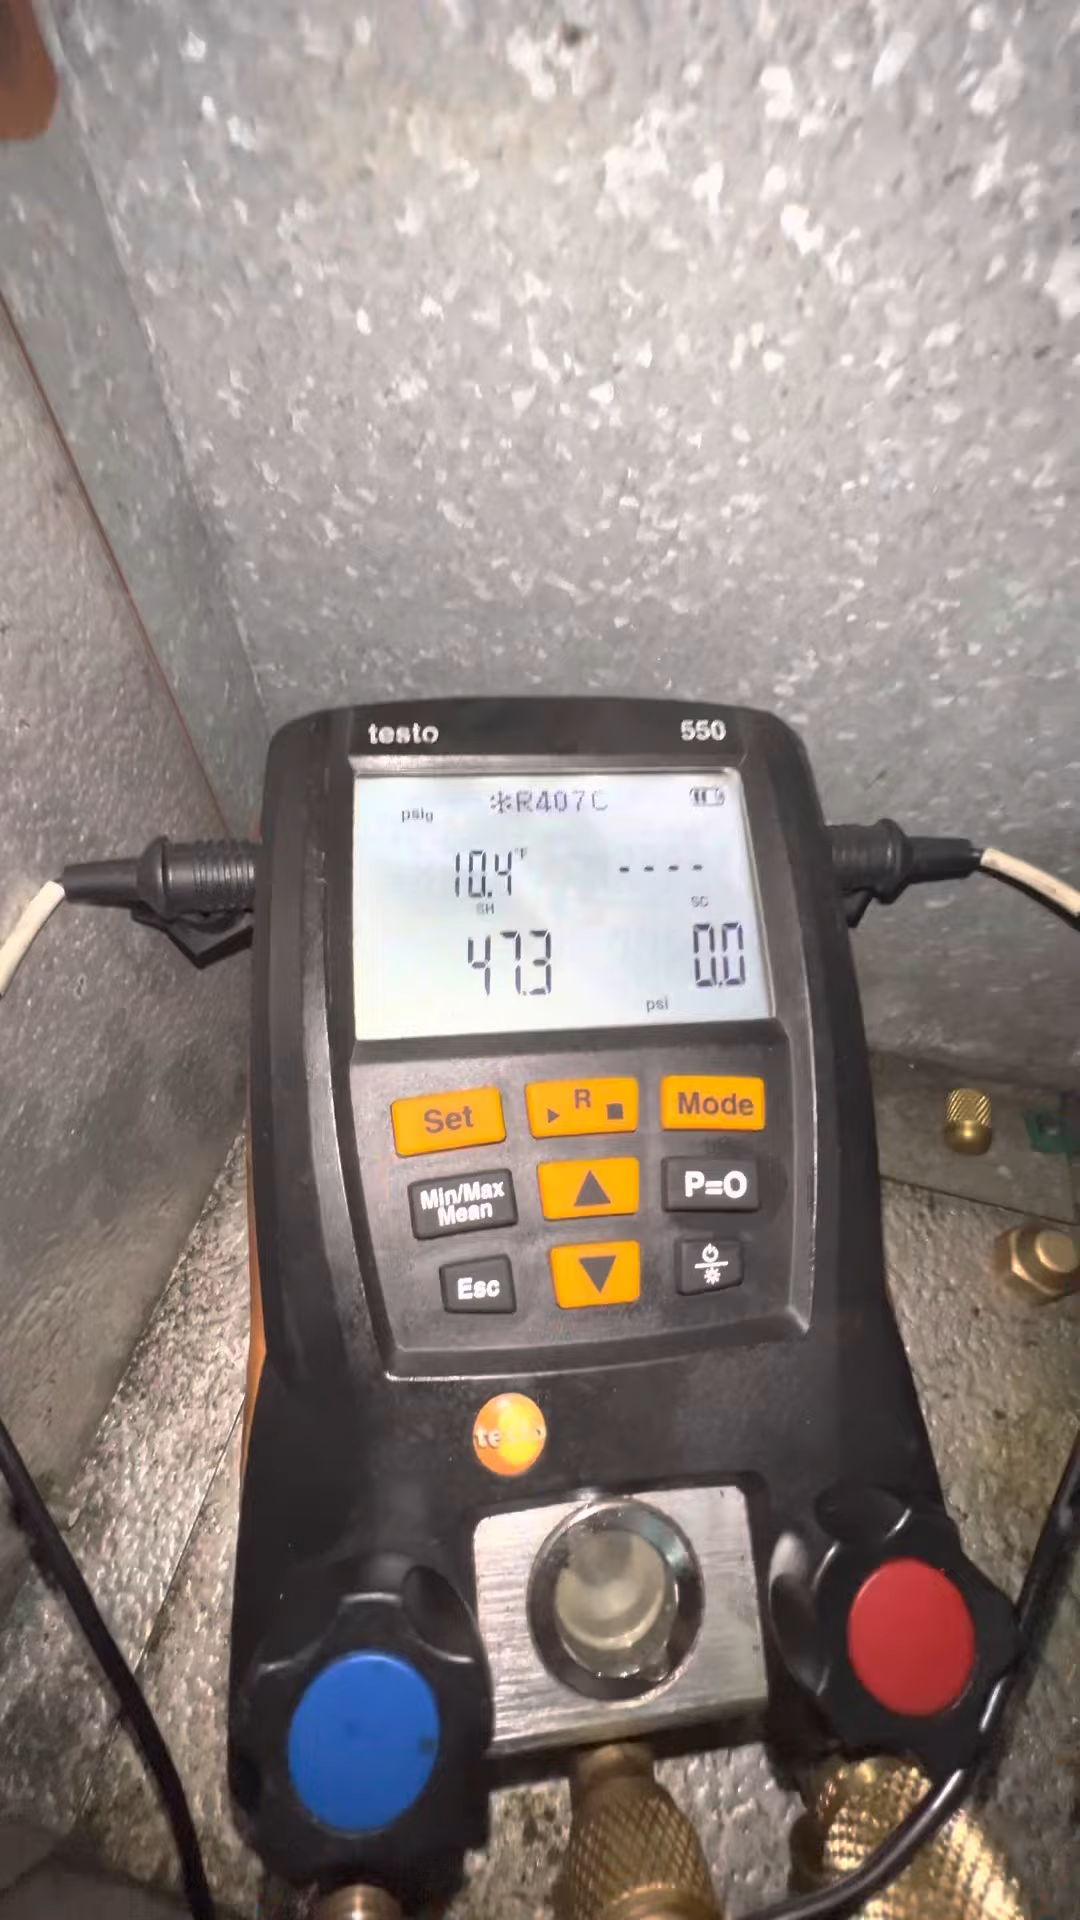 testo 550
psig *R407C
10.4°F ----
SH SC
47.3 0.0
psi
Set R Mode
Min/Max
Mean
P=O
Esc
testo